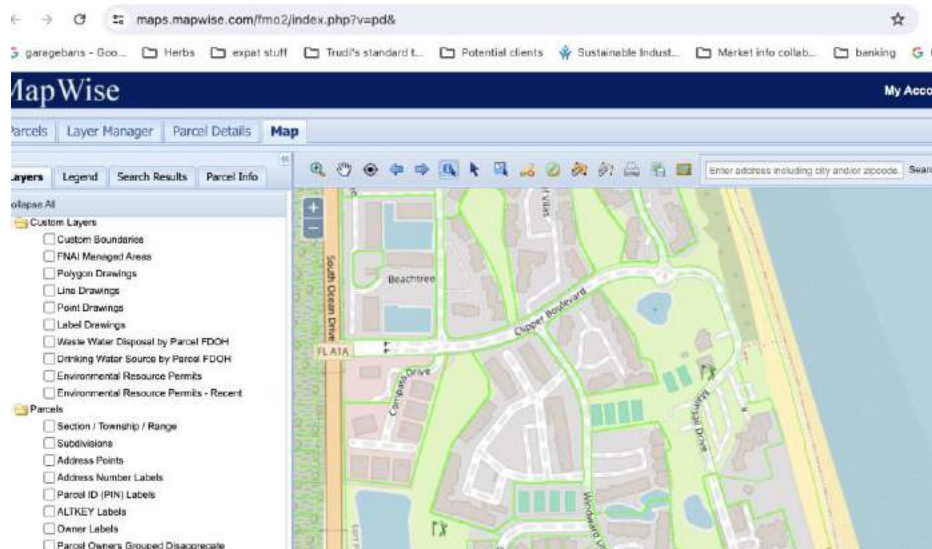 maps.mapwise.com/fmo2/index.php?v=pd&
garagebans - Goo... Herbs expat stuff Trudi's standard t... Potential clients Sustainable Indust... Market info collab... banking
MapWise
My Acco
Parcels Layer Manager Parcel Details Map
Layers Legend Search Results Parcel Info
Enter address including city and/or zipcode. Sear
Collapse All
Custom Layers
Custom Boundaries
FNAI Managed Areas
Polygon Drawings
Line Drawings
Point Drawings
Label Drawings
Waste Water Disposal by Parcel FDOH
Drinking Water Source by Parcel FDOH
Environmental Resource Permits
Environmental Resource Permits - Recent
Parcels
Section / Township / Range
Subdivisions
Address Points
Address Number Labels
Parcel ID (PIN) Labels
ALTKEY Labels
Owner Labels
Parcel Owners Grouped Disaggregate
Villas
South Ocean Drive
Beachtree
Clipper Boulevard
FL A1A
Compass Drive
Mainsail Drive
Windward D